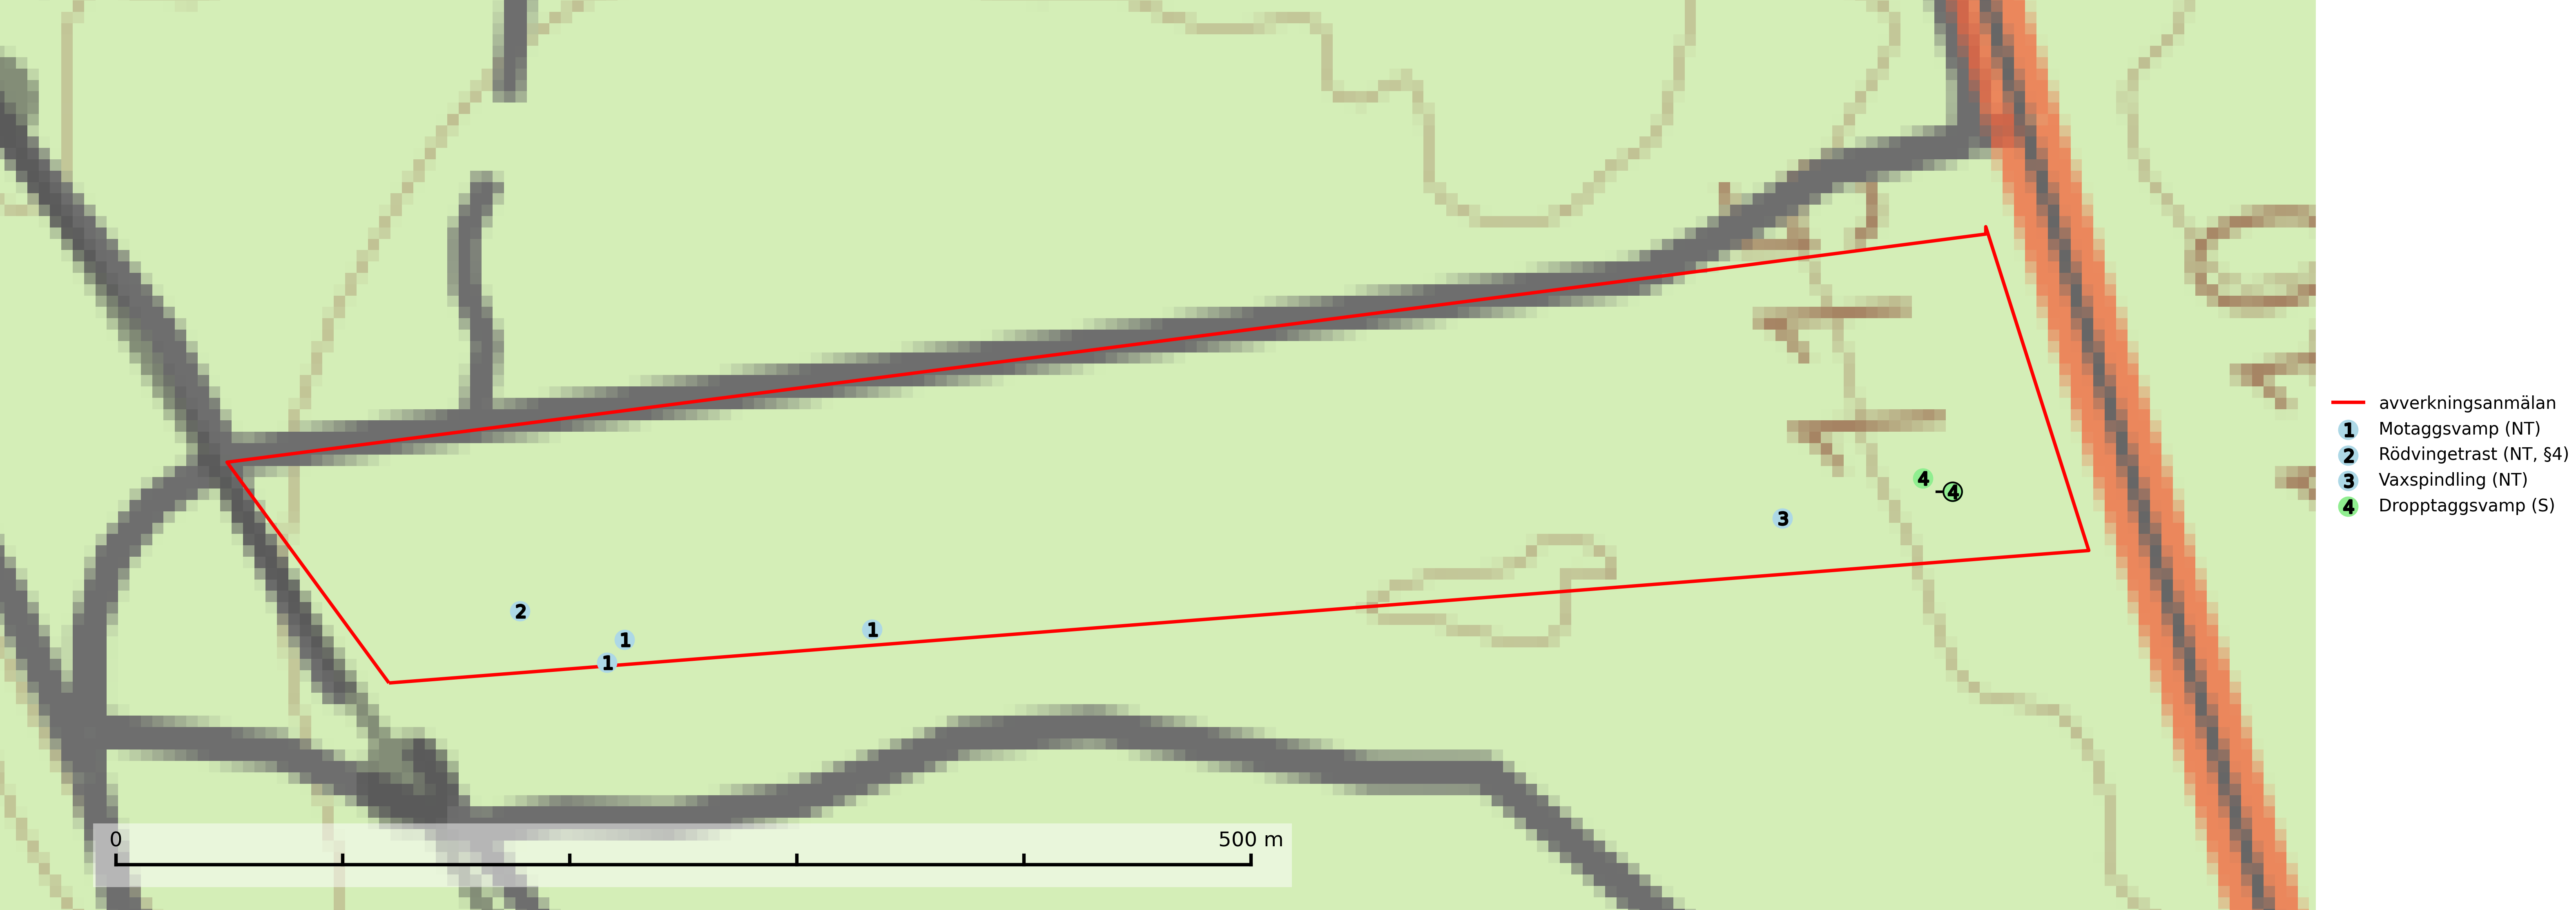 avverkningsanmälan
1 Motaggsvamp (NT)
2 Rödvingetrast (NT, §4)
3 Vaxspindling (NT)
4 Dropptaggsvamp (S)
4
4
3
2
1
1
1
0 500 m